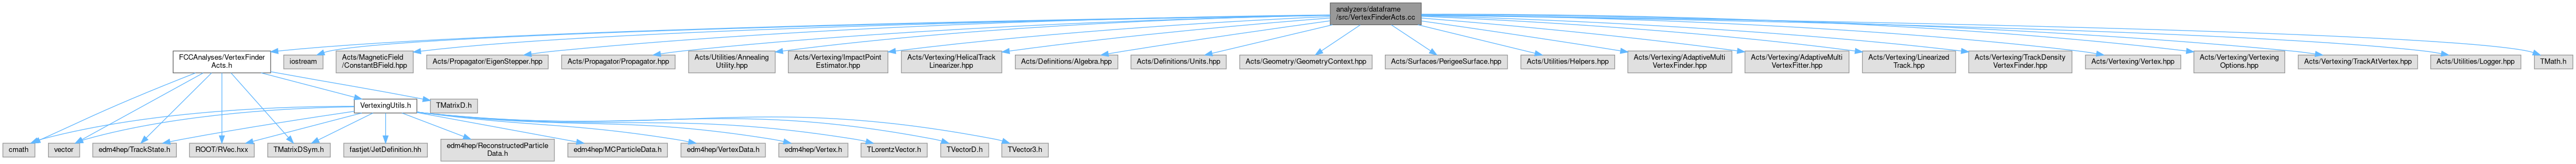 analyzers/dataframe
/src/VertexFinderActs.cc
FCCAnalyses/VertexFinder
Acts.h
iostream
Acts/MagneticField
/ConstantBField.hpp
Acts/Propagator/EigenStepper.hpp
Acts/Propagator/Propagator.hpp
Acts/Utilities/Annealing
Utility.hpp
Acts/Vertexing/ImpactPoint
Estimator.hpp
Acts/Vertexing/HelicalTrack
Linearizer.hpp
Acts/Definitions/Algebra.hpp
Acts/Definitions/Units.hpp
Acts/Geometry/GeometryContext.hpp
Acts/Surfaces/PerigeeSurface.hpp
Acts/Utilities/Helpers.hpp
Acts/Vertexing/AdaptiveMulti
VertexFinder.hpp
Acts/Vertexing/AdaptiveMulti
VertexFitter.hpp
Acts/Vertexing/Linearized
Track.hpp
Acts/Vertexing/TrackDensity
VertexFinder.hpp
Acts/Vertexing/Vertex.hpp
Acts/Vertexing/Vertexing
Options.hpp
Acts/Vertexing/TrackAtVertex.hpp
Acts/Utilities/Logger.hpp
TMath.h
VertexingUtils.h
TMatrixD.h
cmath
vector
edm4hep/TrackState.h
ROOT/RVec.hxx
TMatrixDSym.h
fastjet/JetDefinition.hh
edm4hep/ReconstructedParticle
Data.h
edm4hep/MCParticleData.h
edm4hep/VertexData.h
edm4hep/Vertex.h
TLorentzVector.h
TVectorD.h
TVector3.h